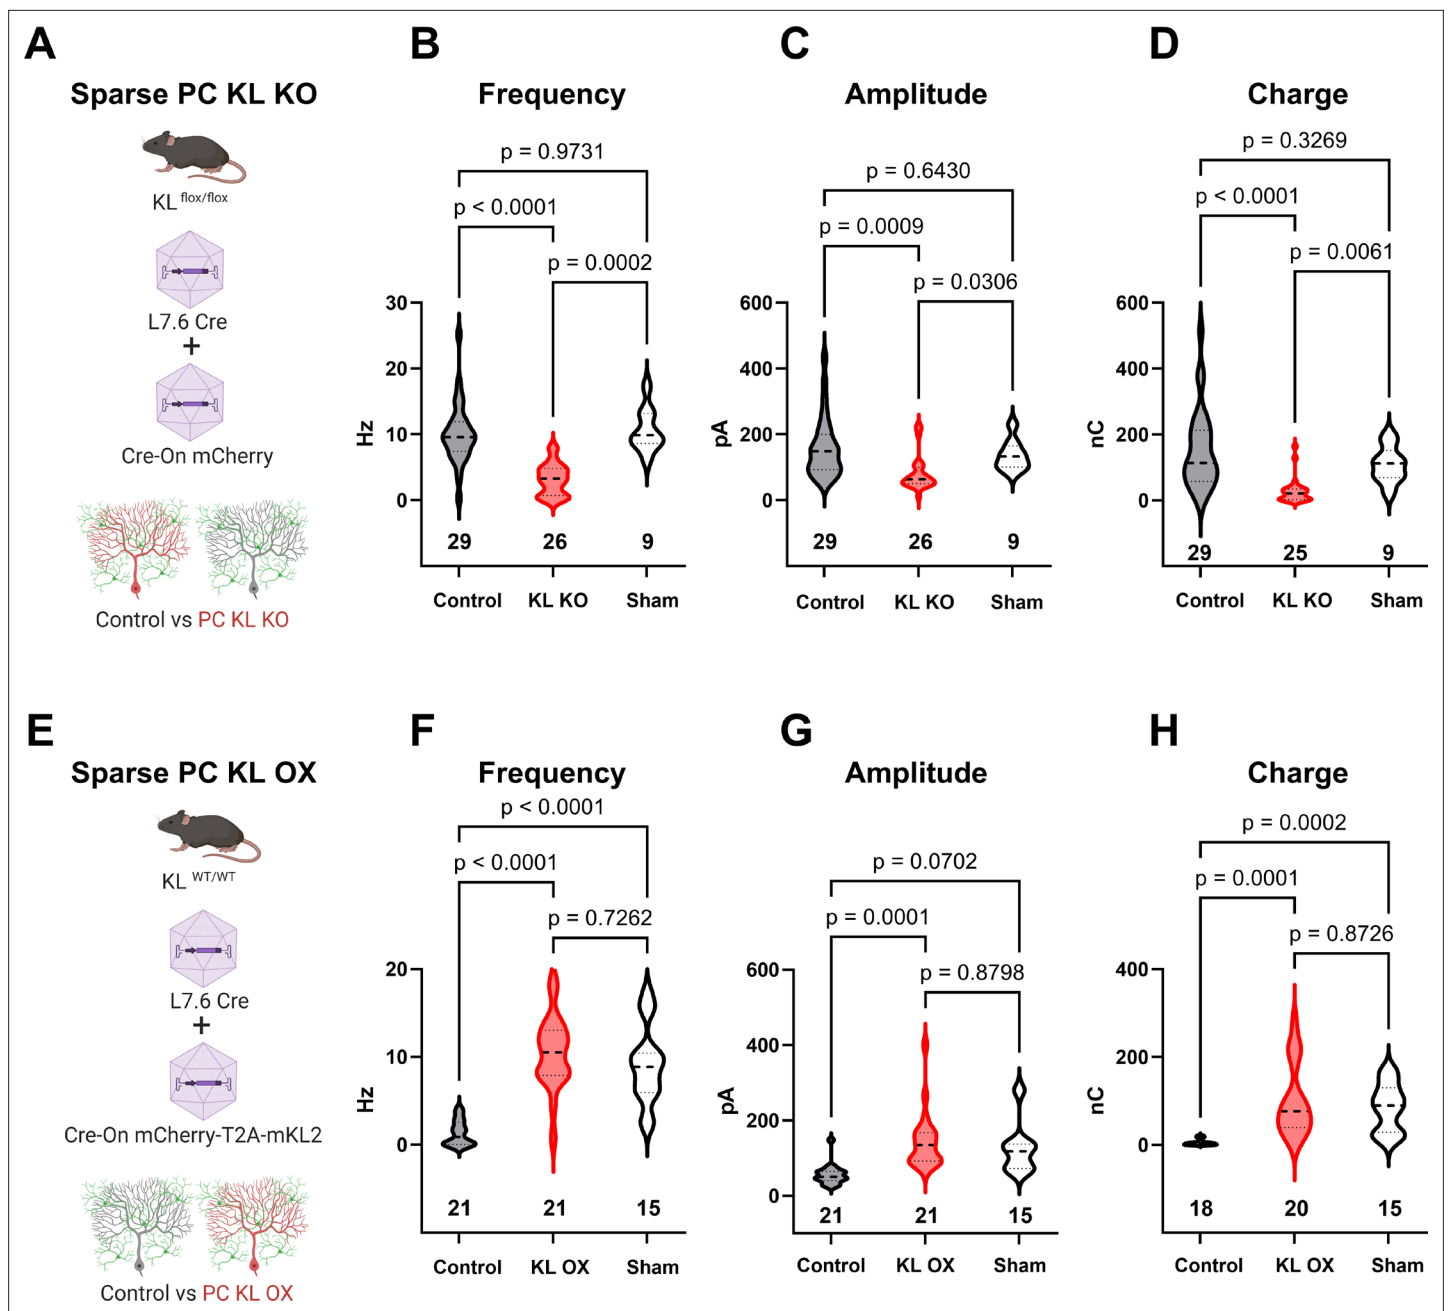 A
Sparse PC KL KO
KL flox/flox
L7.6 Cre
+
Cre-On mCherry
Control vs PC KL KO
B
Frequency
p = 0.9731
p < 0.0001
p = 0.0002
30
20
10
0
Hz
29 26 9
Control KL KO Sham
C
Amplitude
p = 0.6430
p = 0.0009
p = 0.0306
600
400
200
0
pA
29 26 9
Control KL KO Sham
D
Charge
p = 0.3269
p < 0.0001
p = 0.0061
600
400
200
0
nC
29 25 9
Control KL KO Sham
E
Sparse PC KL OX
KL WT/WT
L7.6 Cre
+
Cre-On mCherry-T2A-mKL2
Control vs PC KL OX
F
Frequency
p < 0.0001
p < 0.0001
p = 0.7262
20
10
0
Hz
21 21 15
Control KL OX Sham
G
Amplitude
p = 0.0702
p = 0.0001
p = 0.8798
600
400
200
0
pA
21 21 15
Control KL OX Sham
H
Charge
p = 0.0002
p = 0.0001
p = 0.8726
400
200
0
nC
18 20 15
Control KL OX Sham